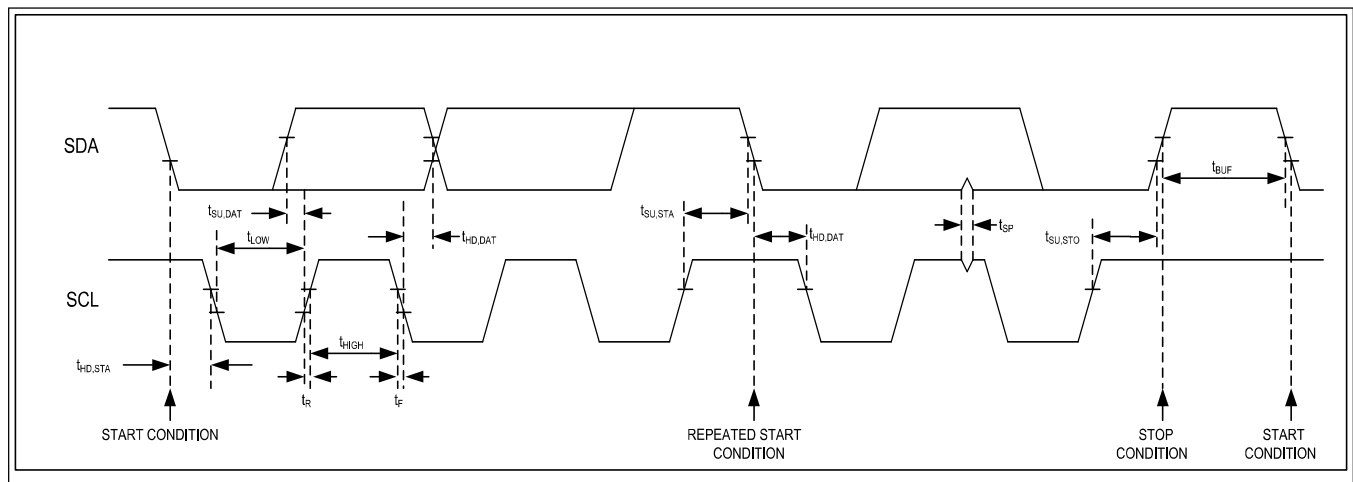 SDA
tSU,DAT
tHD,DAT
tLOW
tSU,STA
tHD,DAT
tSP
tSU,STO
tBUF
SCL
tHIGH
tHD,STA
tR
tF
START CONDITION
REPEATED START
CONDITION
STOP
CONDITION
START
CONDITION